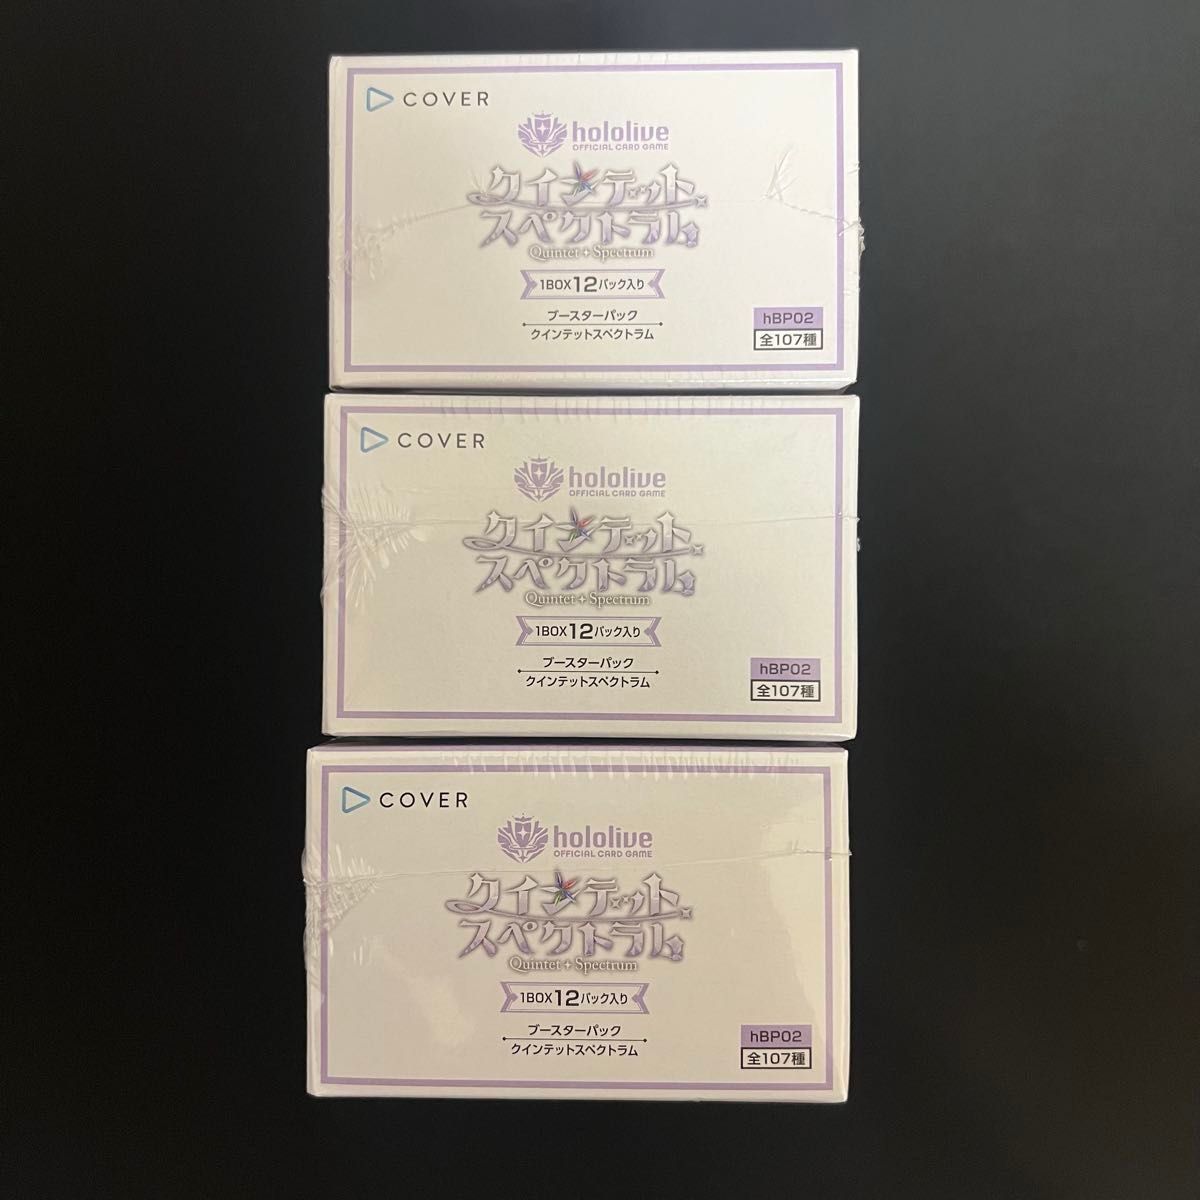 COVER
hololive
OFFICIAL CARD GAME
クインテット
スペクトラム
Quintet + Spectrum
1BOX12パック入り
ブースターパック
クインテットスペクトラム
hBP02
全107種
COVER
hololive
OFFICIAL CARD GAME
クインテット
スペクトラム
Quintet + Spectrum
1BOX12パック入り
ブースターパック
クインテットスペクトラム
hBP02
全107種
COVER
hololive
OFFICIAL CARD GAME
クインテット
スペクトラム
Quintet + Spectrum
1BOX12パック入り
ブースターパック
クインテットスペクトラム
hBP02
全107種